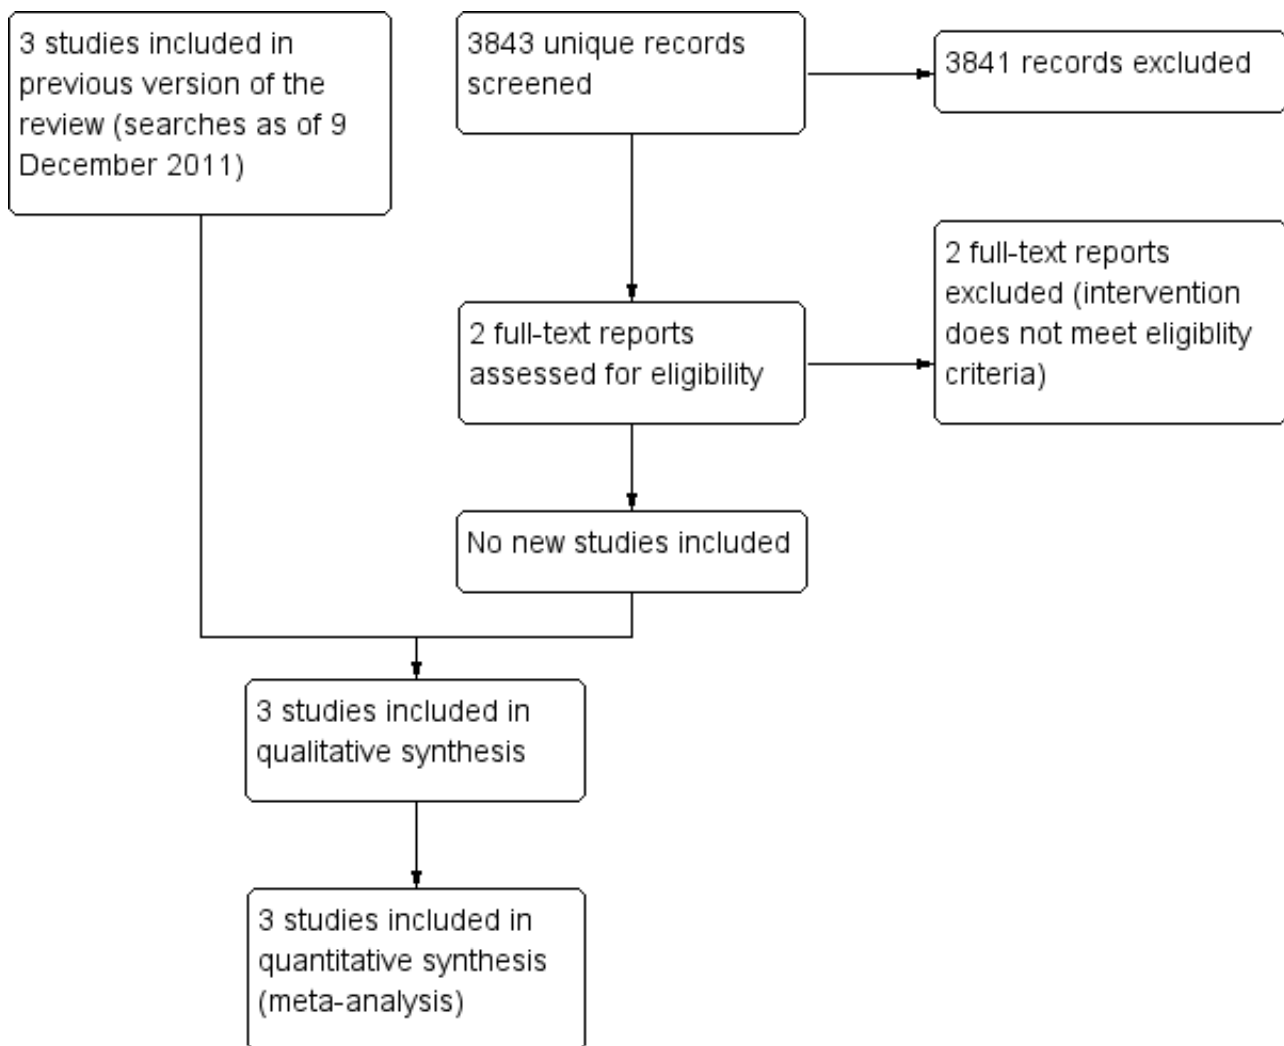 3 studies included in
previous version of the
review (searches as of 9
December 2011)
3843 unique records
screened
3841 records excluded
2 full-text reports
assessed for eligibility
2 full-text reports
excluded (intervention
does not meet eligiblity
criteria)
No new studies included
3 studies included in
qualitative synthesis
3 studies included in
quantitative synthesis
(meta-analysis)